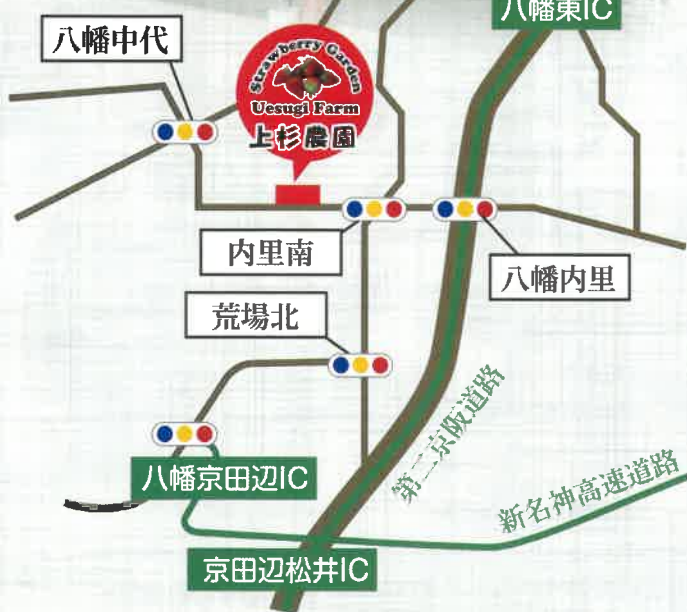 八幡東IC
八幡中代
Strawberry Garden
Uesugi Farm
上杉農園
内里南
八幡内里
荒場北
第二京阪道路
八幡京田辺IC
新名神高速道路
京田辺松井IC